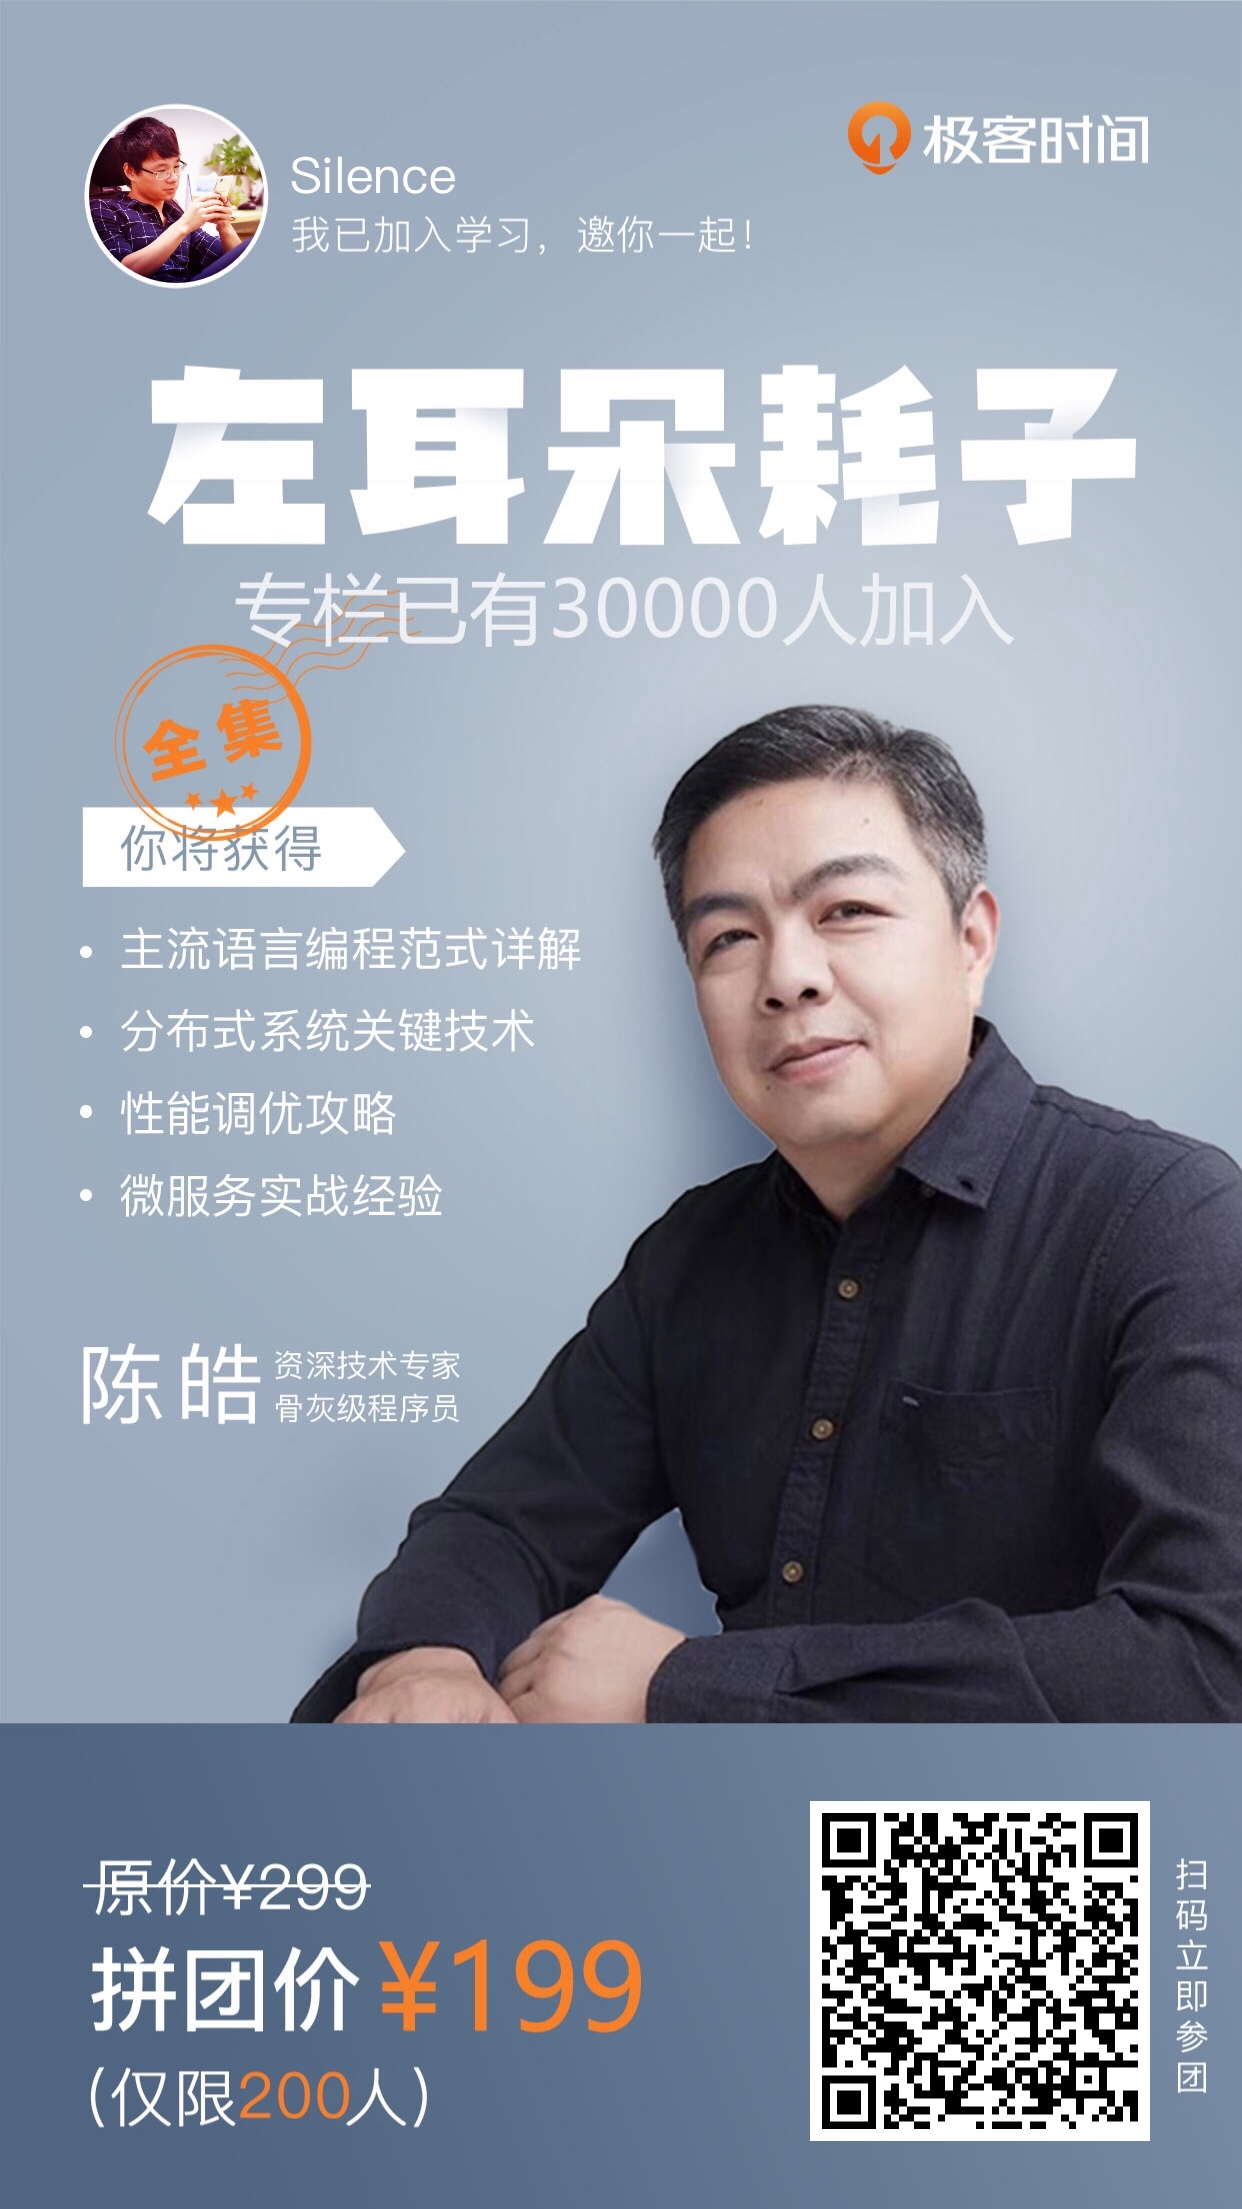 极客时间
Silence
我已加入学习，邀你一起！
左耳朵耗子
专栏已有30000人加入
全集
你将获得
• 主流语言编程范式详解
• 分布式系统关键技术
• 性能调优攻略
• 微服务实战经验
陈皓
资深技术专家
骨灰级程序员
原价¥299
拼团价¥199
(仅限200人)
扫码立即参团